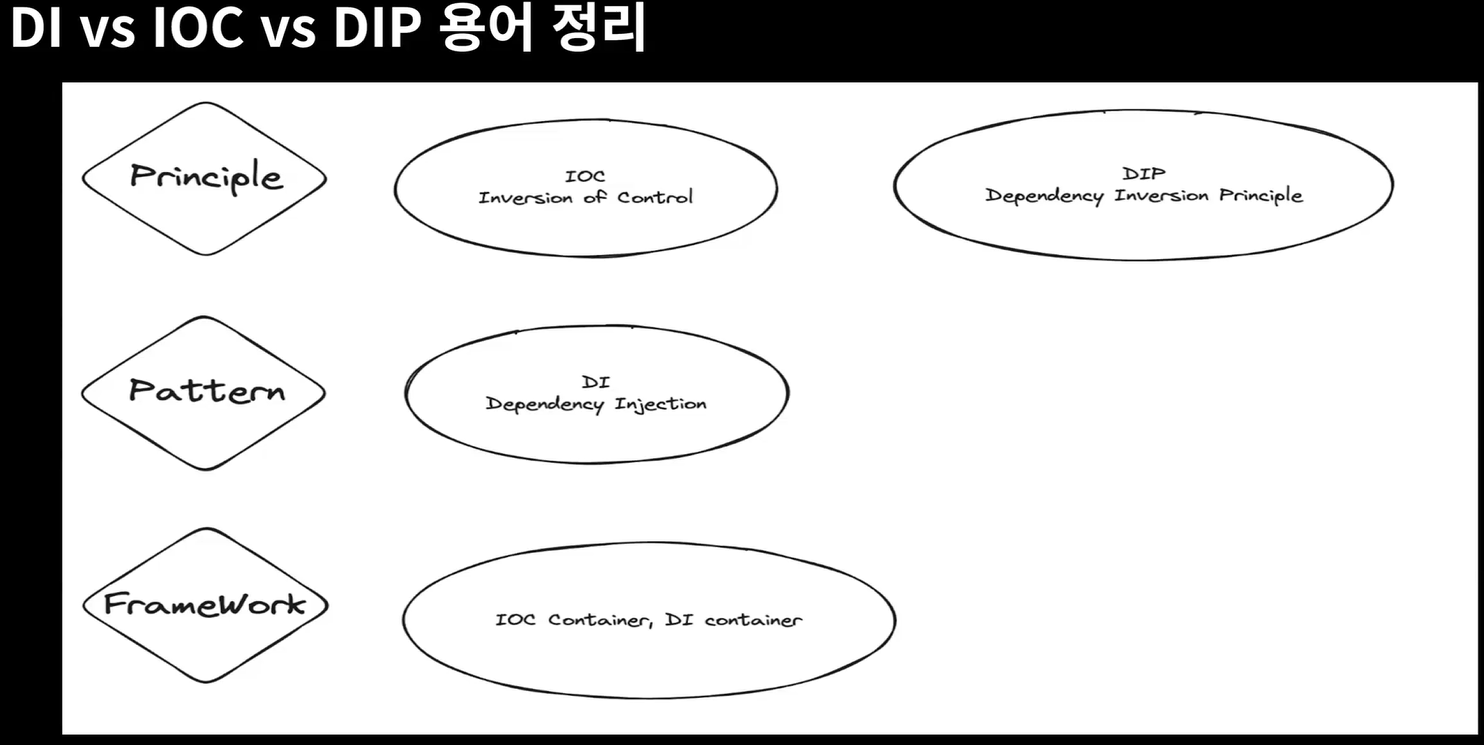 DI vs IOC vs DIP 용어 정리
Principle
IOC
Inversion of Control
DIP
Dependency Inversion Principle
Pattern
DI
Dependency Injection
FrameWork
IOC Container, DI container